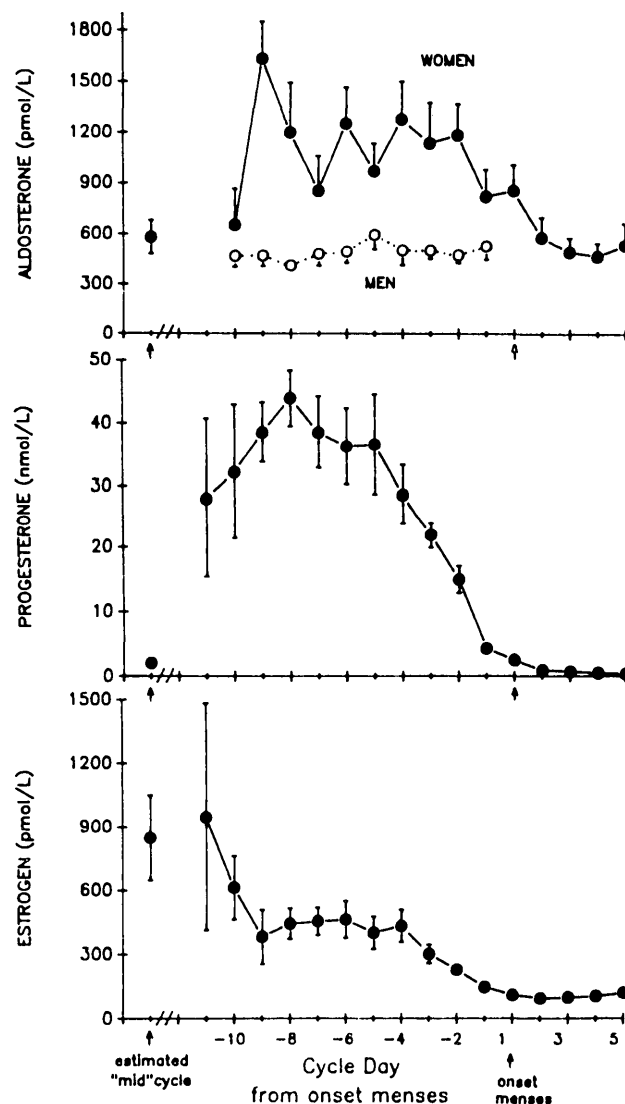 ALDOSTERONE (pmol/L)
1800
1500
1200
900
600
300
0
WOMEN
MEN
PROGESTERONE (nmol/L)
50
40
30
20
10
0
ESTROGEN (pmol/L)
1500
1200
900
600
300
0
-10 -8 -6 -4 -2 1 3 5
estimated
"mid"cycle
Cycle Day
from onset menses
onset
menses